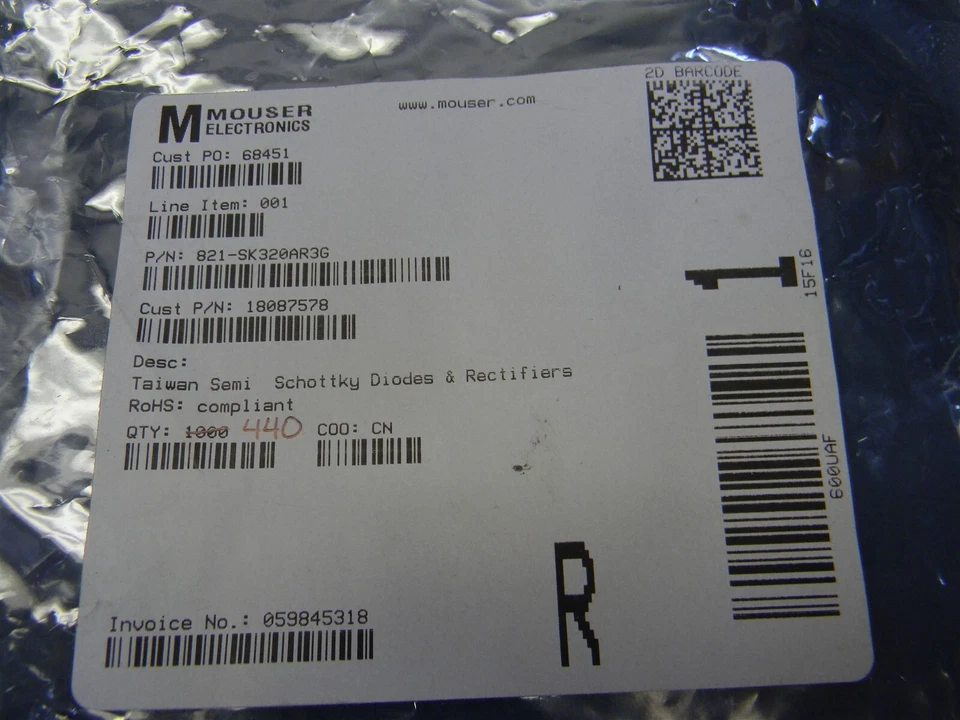 MOUSER
ELECTRONICS
www.mouser.com
2D BARCODE
Cust PO: 68451
Line Item: 001
P/N: 821-SK320AR3G
Cust P/N: 18087578
Desc:
Taiwan Semi Schottky Diodes & Rectifiers
RoHS: compliant
QTY: 1000 440 COO: CN
Invoice No.: 059845318
R
1
15F16
600UAF